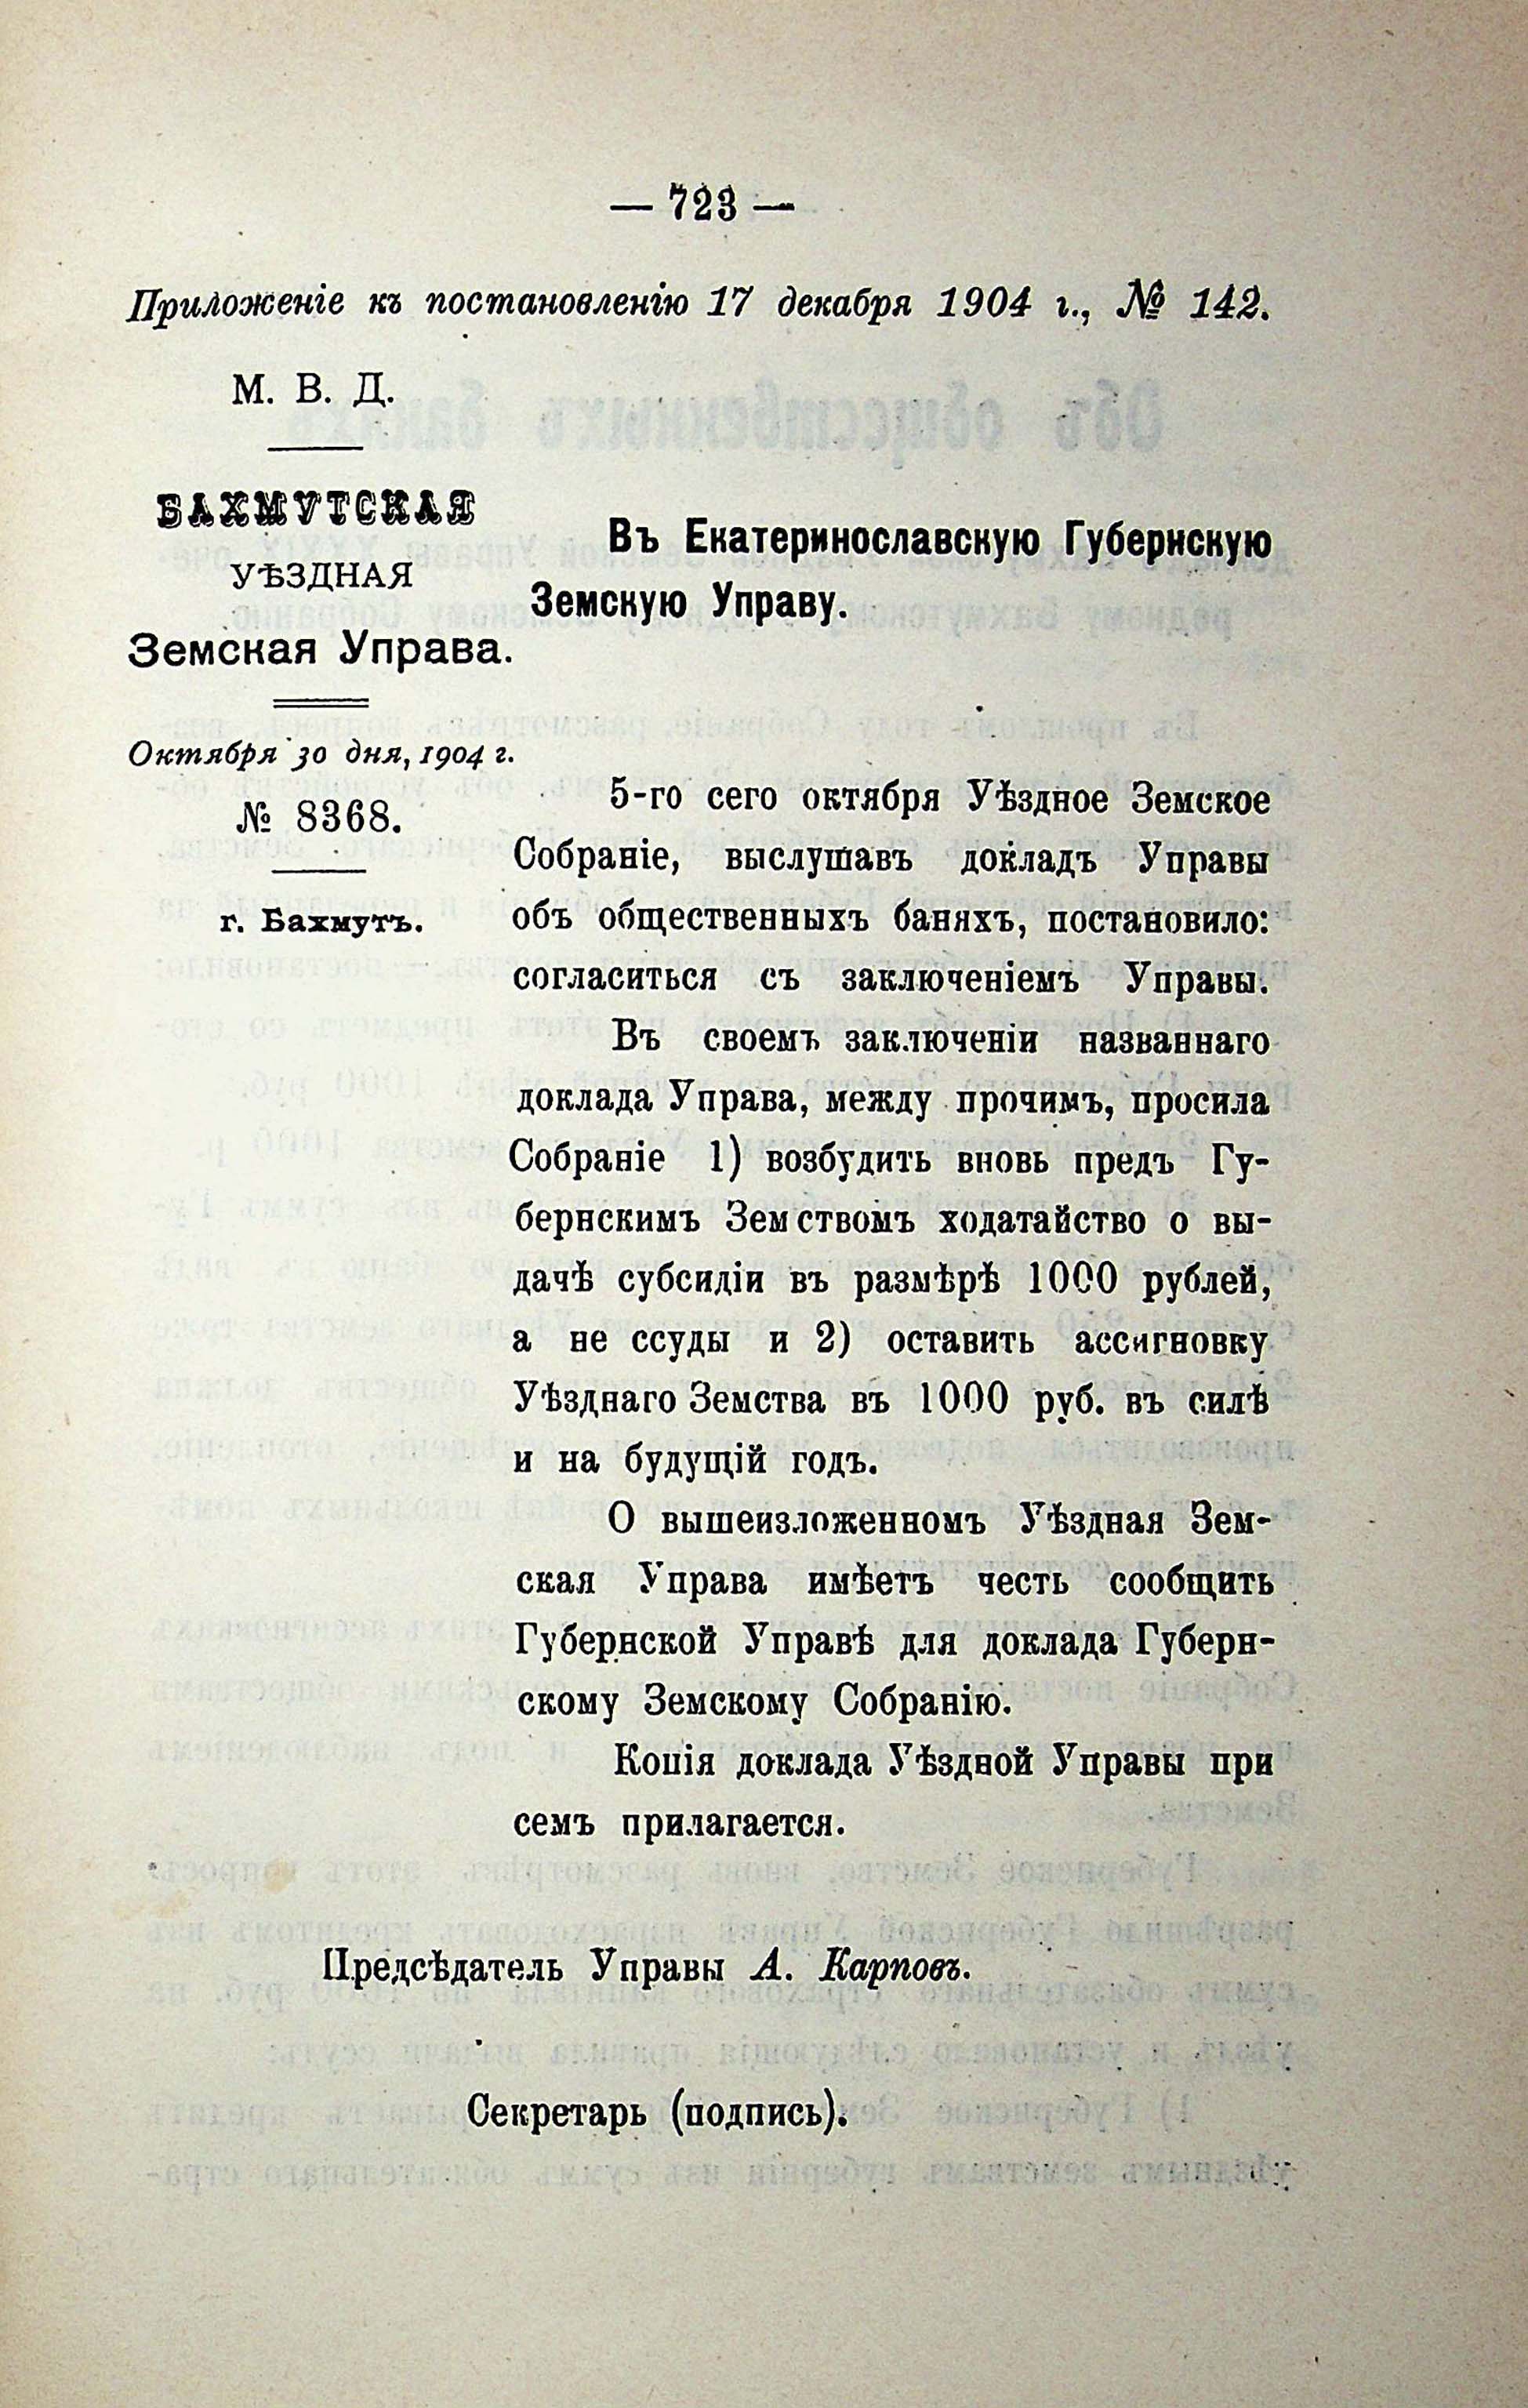 — 723 —
Приложеніе къ постановленію 17 декабря 1904 г., № 142.
М. В. Д.
БАХМУТСКАЯ
УѢЗДНАЯ
Земская Управа.
Октября 30 дня, 1904 г.
№ 8368.
г. Бахмутъ.
Въ Екатеринославскую Губернскую
Земскую Управу.
5-го сего октября Уѣздное Земское
Собраніе, выслушавъ докладъ Управы
объ общественныхъ баняхъ, постановило:
согласиться съ заключеніемъ Управы.
Въ своемъ заключеніи названнаго
доклада Управа, между прочимъ, просила
Собраніе 1) возбудить вновь предъ Гу-
бернскимъ Земствомъ ходатайство о вы-
дачѣ субсидіи въ размѣрѣ 1000 рублей,
а не ссуды и 2) оставить ассигновку
Уѣзднаго Земства въ 1000 руб. въ силѣ
и на будущій годъ.
О вышеизложенномъ Уѣздная Зем-
ская Управа имѣетъ честь сообщить
Губернской Управѣ для доклада Губерн-
скому Земскому Собранію.
Копія доклада Уѣздной Управы при
семъ прилагается.
Предсѣдатель Управы А. Карповъ.
Секретарь (подпись).